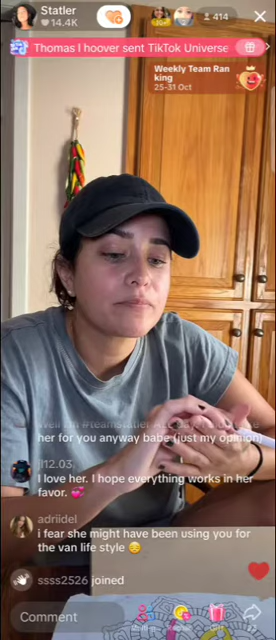 Statler
14.4K
414
Thomas I hoover sent TikTok Universe
Weekly Team Ran
king
25-31 Oct
her for you anyway babe (just my opinion)
jl12.03.
I love her. I hope everything works in her
favor. 💞
adriidel
i fear she might have been using you for
the van life style 😔
ssss2526 joined
Comment